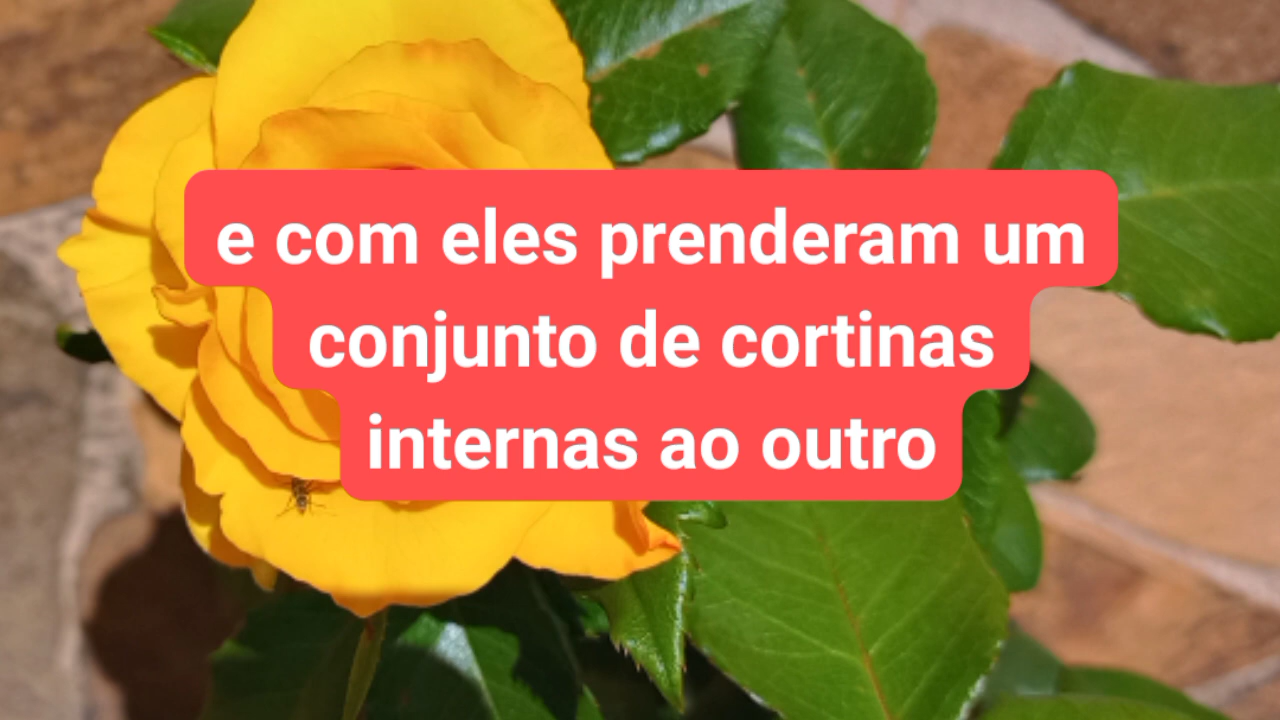 e com eles prenderam um
conjunto de cortinas
internas ao outro